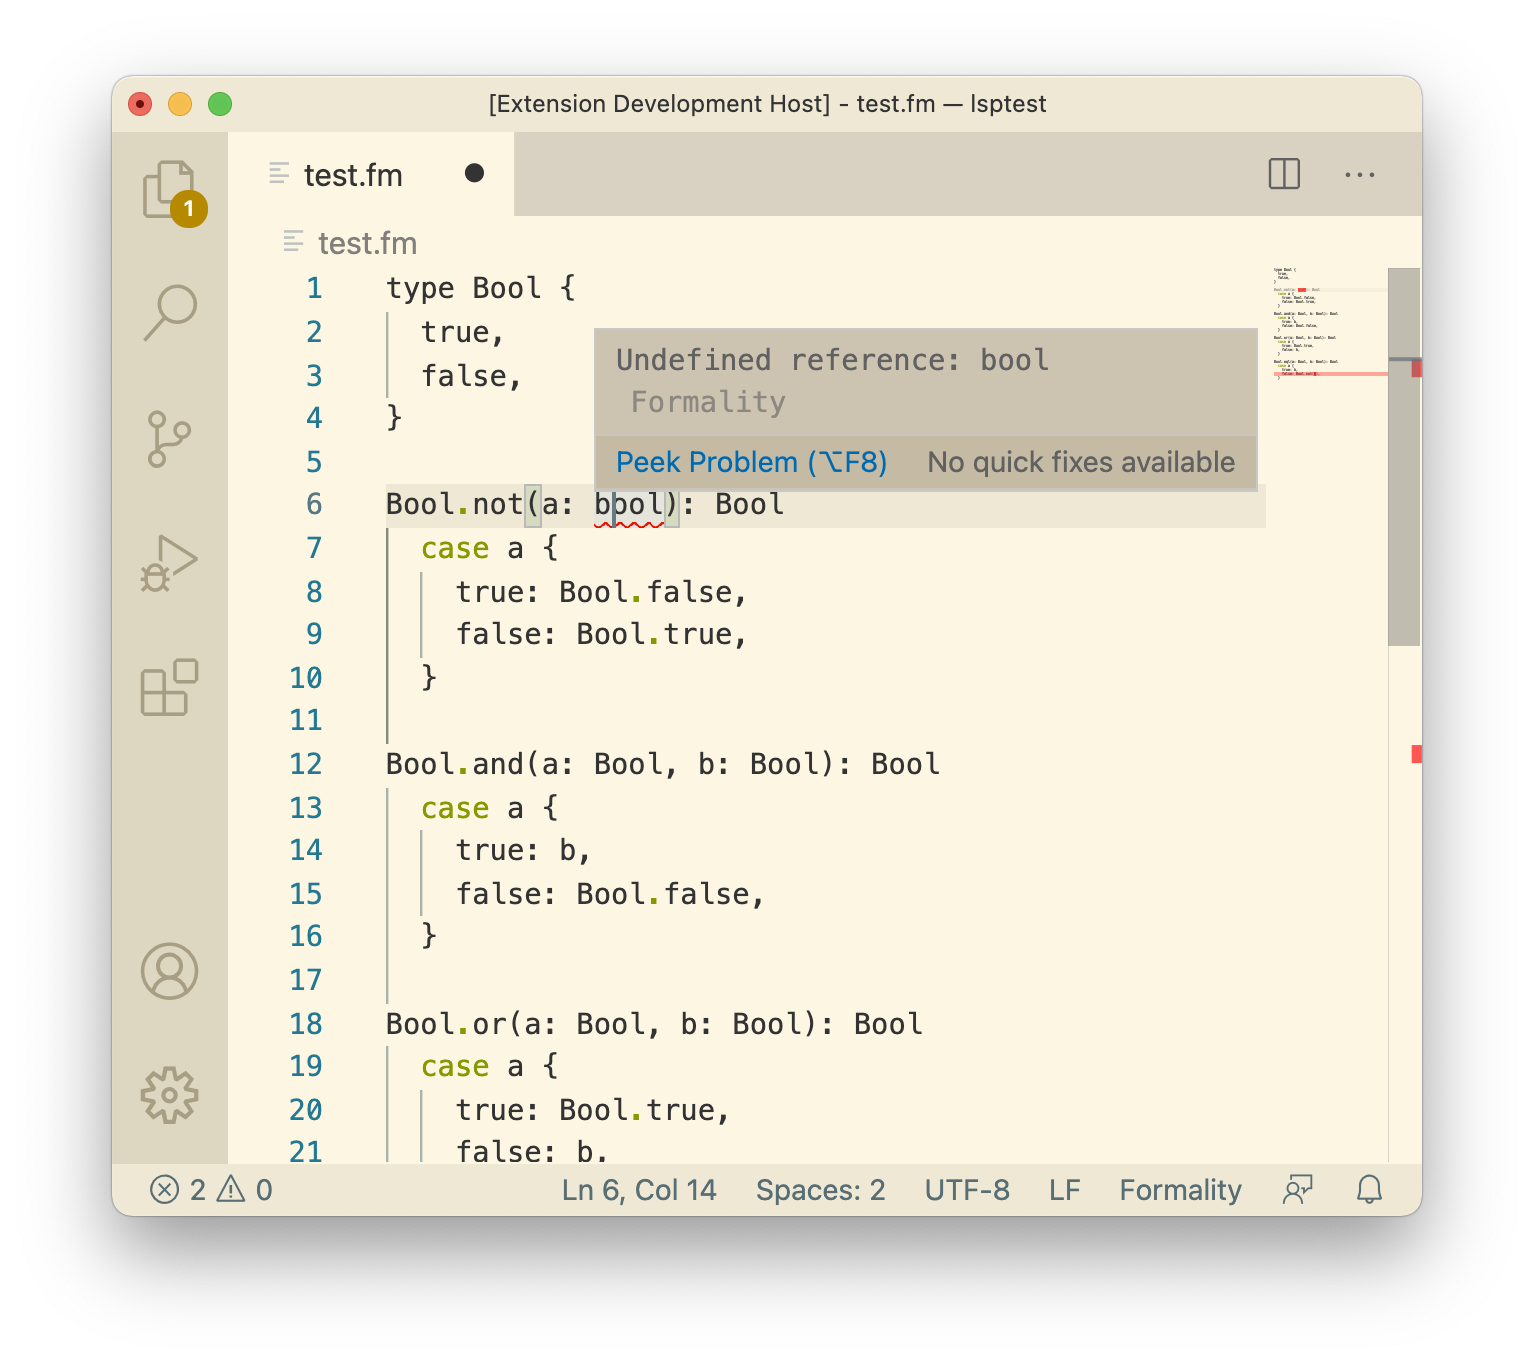 [Extension Development Host] - test.fm — lsptest
test.fm
1
test.fm
1 type Bool {
2 true,
3 false,
4 }
5
Undefined reference: bool
Formality
Peek Problem (⌥F8) No quick fixes available
6 Bool.not(a: bool): Bool
7 case a {
8 true: Bool.false,
9 false: Bool.true,
10 }
11
12 Bool.and(a: Bool, b: Bool): Bool
13 case a {
14 true: b,
15 false: Bool.false,
16 }
17
18 Bool.or(a: Bool, b: Bool): Bool
19 case a {
20 true: Bool.true,
21 false: b,
2 0 Ln 6, Col 14 Spaces: 2 UTF-8 LF Formality